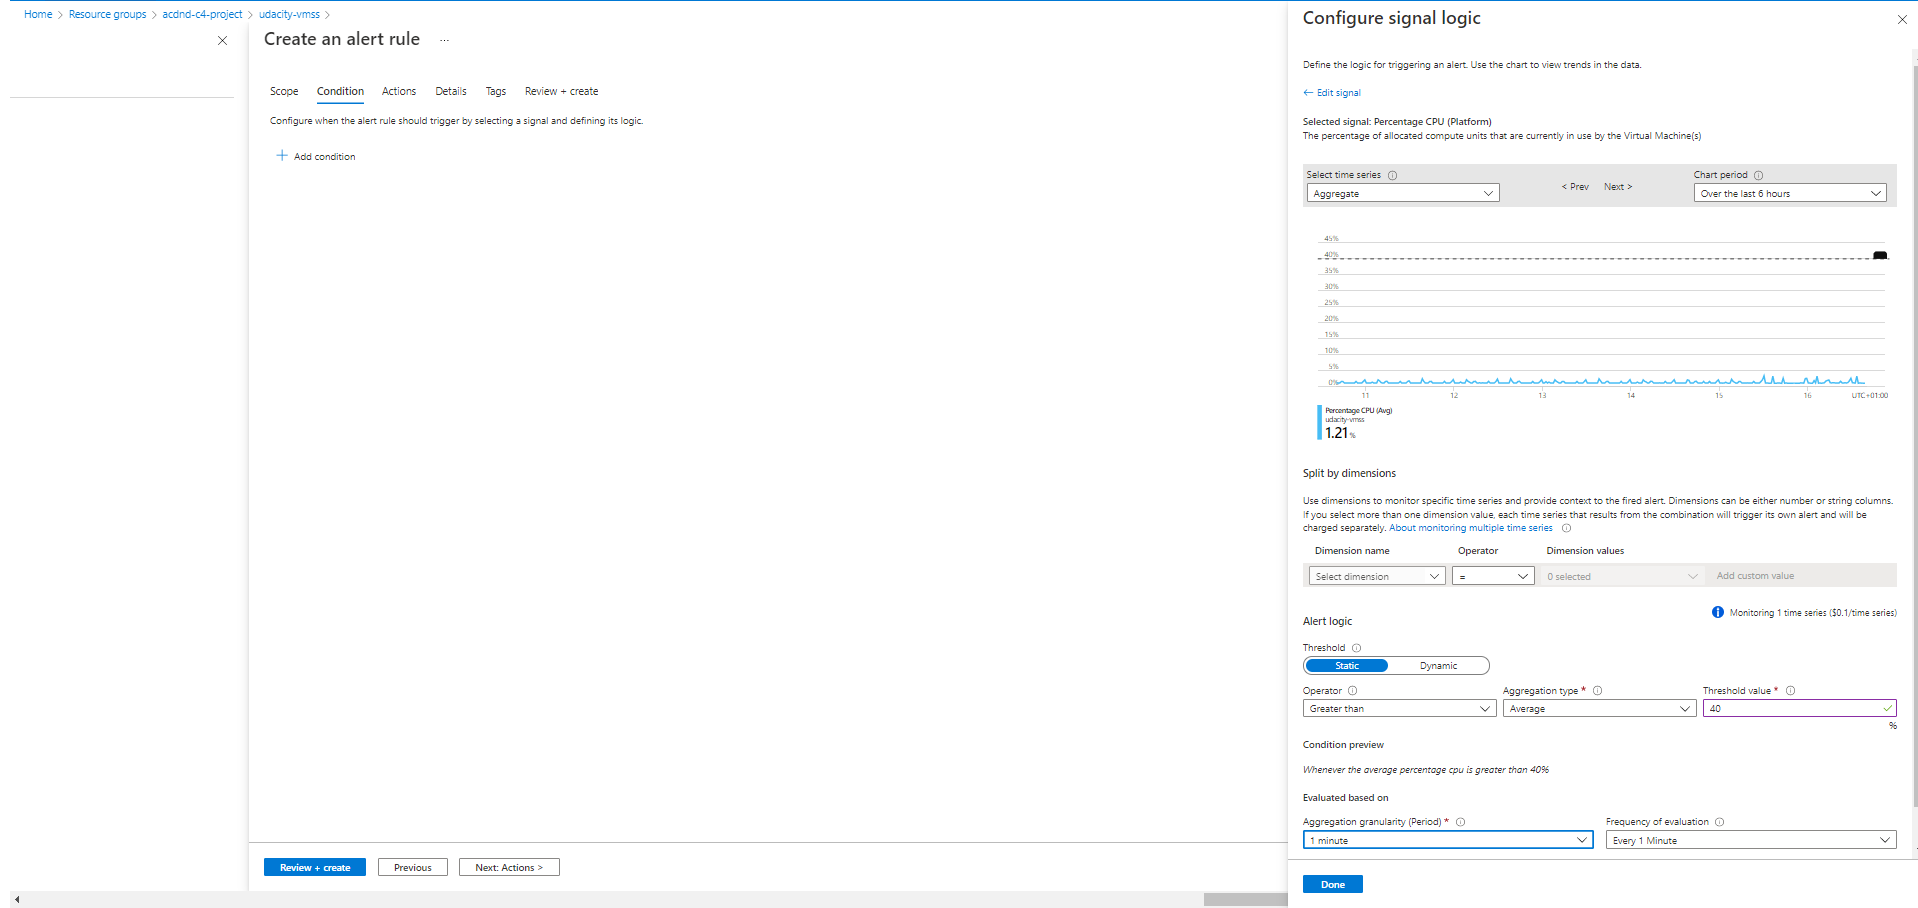 Home > Resource groups > acdnd-c4-project > udacity-vmss >
Create an alert rule ...
Scope Condition Actions Details Tags Review + create
Configure when the alert rule should trigger by selecting a signal and defining its logic.
Add condition
Review + create Previous Next: Actions >
Configure signal logic
Define the logic for triggering an alert. Use the chart to view trends in the data.
← Edit signal
Selected signal: Percentage CPU (Platform)
The percentage of allocated compute units that are currently in use by the Virtual Machine(s)
Select time series
Aggregate
< Prev Next >
Chart period
Over the last 6 hours
45%
40%
35%
30%
25%
20%
15%
10%
5%
0%
11 12 13 14 15 16 UTC+01:00
Percentage CPU (Avg)
udacity-vmss
1.21 %
Split by dimensions
Use dimensions to monitor specific time series and provide context to the fired alert. Dimensions can be either number or string columns.
If you select more than one dimension value, each time series that results from the combination will trigger its own alert and will be
charged separately. About monitoring multiple time series
Dimension name Operator Dimension values
Select dimension = 0 selected Add custom value
Monitoring 1 time series ($0.1/time series)
Alert logic
Threshold
Static Dynamic
Operator Aggregation type * Threshold value *
Greater than Average 40
%
Condition preview
Whenever the average percentage cpu is greater than 40%
Evaluated based on
Aggregation granularity (Period) * Frequency of evaluation
1 minute Every 1 Minute
Done